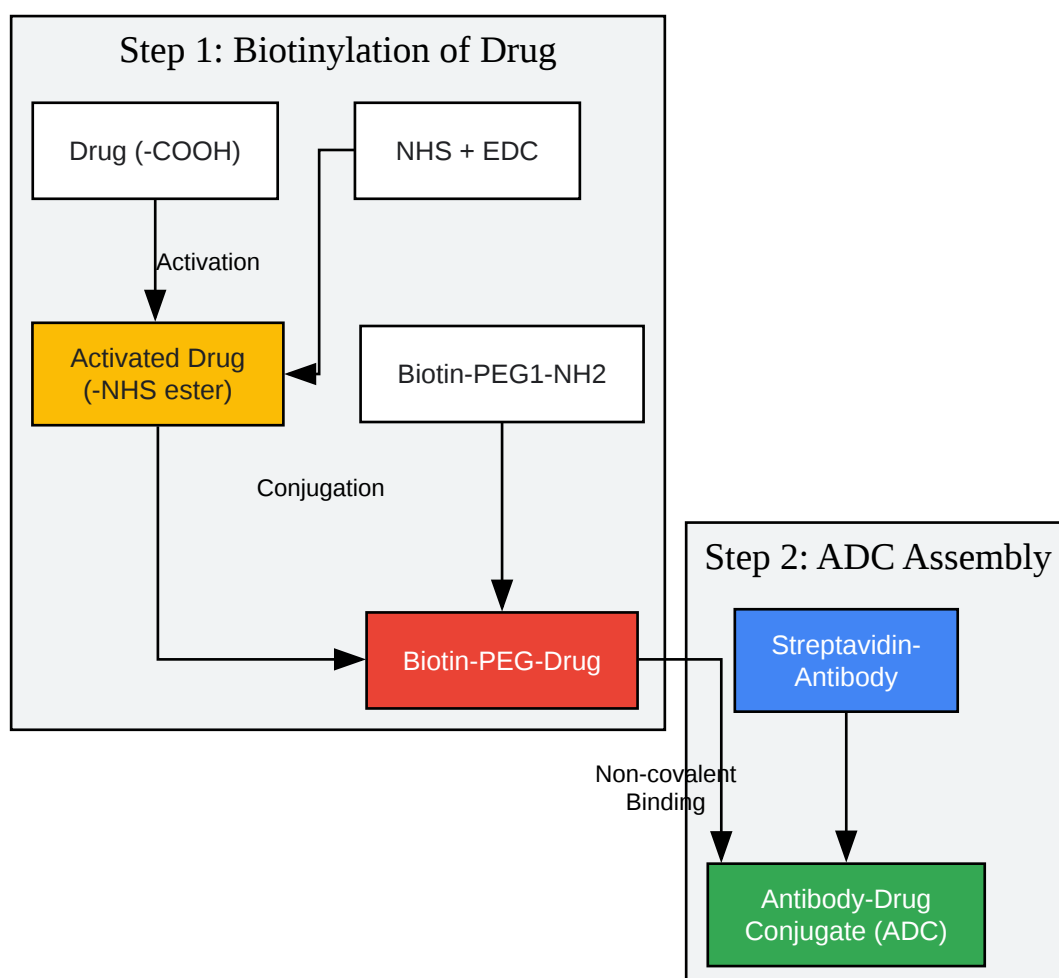 Step 1: Biotinylation of Drug
Drug (-COOH)
NHS + EDC
Activation
Activated Drug
(-NHS ester)
Biotin-PEG1-NH2
Conjugation
Biotin-PEG-Drug
Step 2: ADC Assembly
Streptavidin-
Antibody
Non-covalent
Binding
Antibody-Drug
Conjugate (ADC)